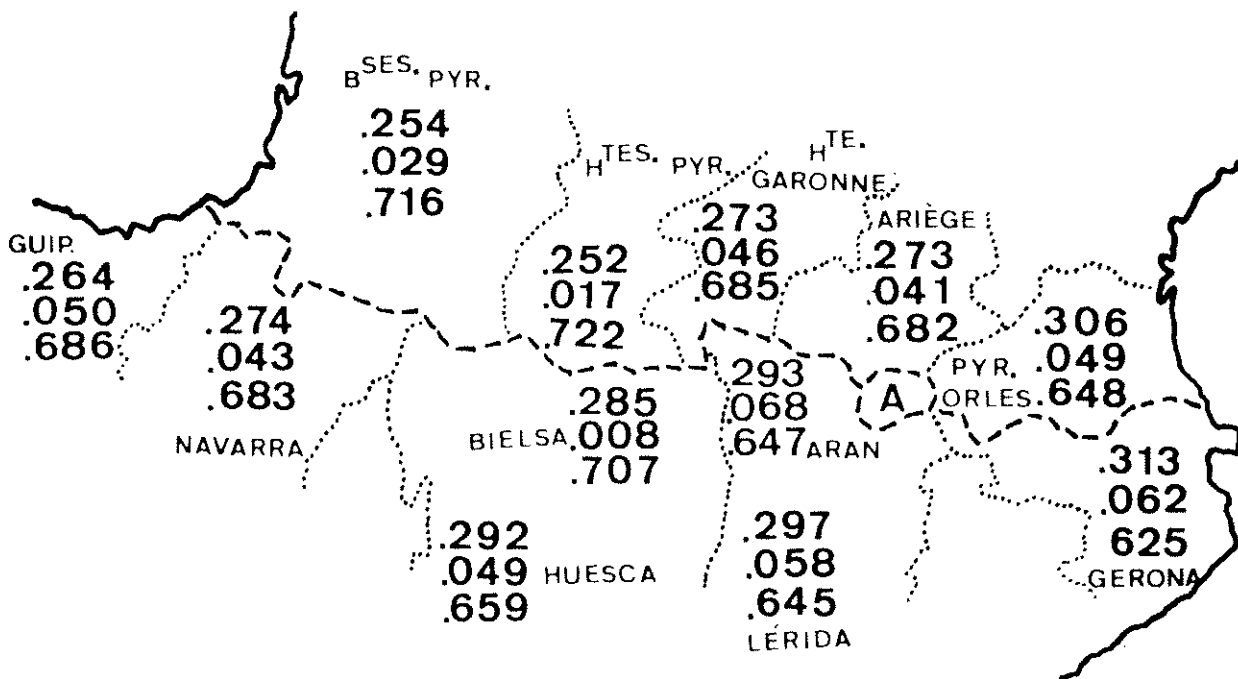 BSES. PYR.
.254
.029
.716
HTES. PYR.
.252
.017
.722
HTE.
GARONNE
.273
.046
.685
ARIÈGE
.273
.041
.682
GUIP.
.264
.050
.686
.274
.043
.683
NAVARRA
.285
BIELSA .008
.707
.293
.068
.647 ARAN
A
PYR.
ORLES
.306
.049
.648
.313
.062
625
GERONA
.292
.049 HUESCA
.659
.297
.058
.645
LÉRIDA